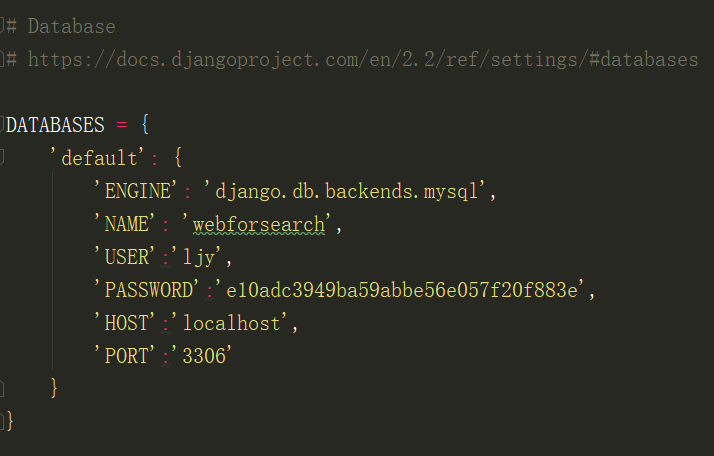 # Database
# https://docs.djangoproject.com/en/2.2/ref/settings/#databases
DATABASES = {
'default': {
'ENGINE': 'django.db.backends.mysql',
'NAME': 'webforsearch',
'USER':'ljy',
'PASSWORD':'e10adc3949ba59abbe56e057f20f883e',
'HOST':'localhost',
'PORT':'3306'
}
}